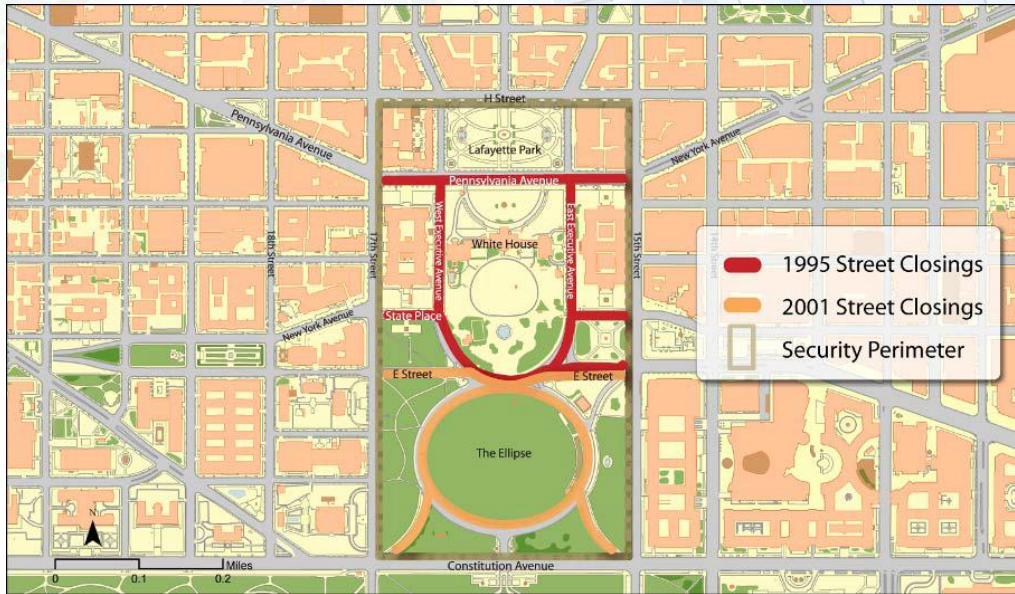 H Street
Pennsylvania Avenue
Lafayette Park
New York Avenue
Pennsylvania Avenue
West Executive Avenue
East Executive Avenue
White House
18th Street
17th Street
15th Street
14th Street
1995 Street Closings
2001 Street Closings
Security Perimeter
State Place
New York Avenue
E Street
E Street
The Ellipse
N
Miles
0
0.1
0.2
Constitution Avenue